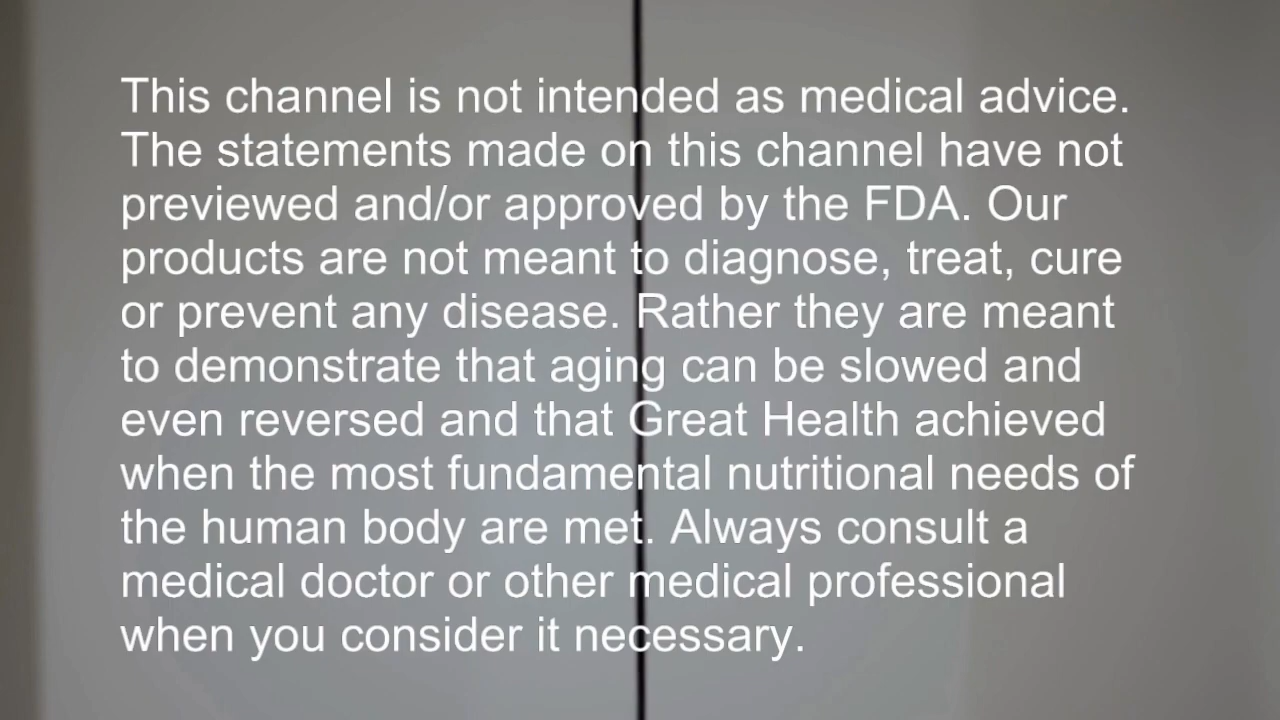 This channel is not intended as medical advice.
The statements made on this channel have not
previewed and/or approved by the FDA. Our
products are not meant to diagnose, treat, cure
or prevent any disease. Rather they are meant
to demonstrate that aging can be slowed and
even reversed and that Great Health achieved
when the most fundamental nutritional needs of
the human body are met. Always consult a
medical doctor or other medical professional
when you consider it necessary.